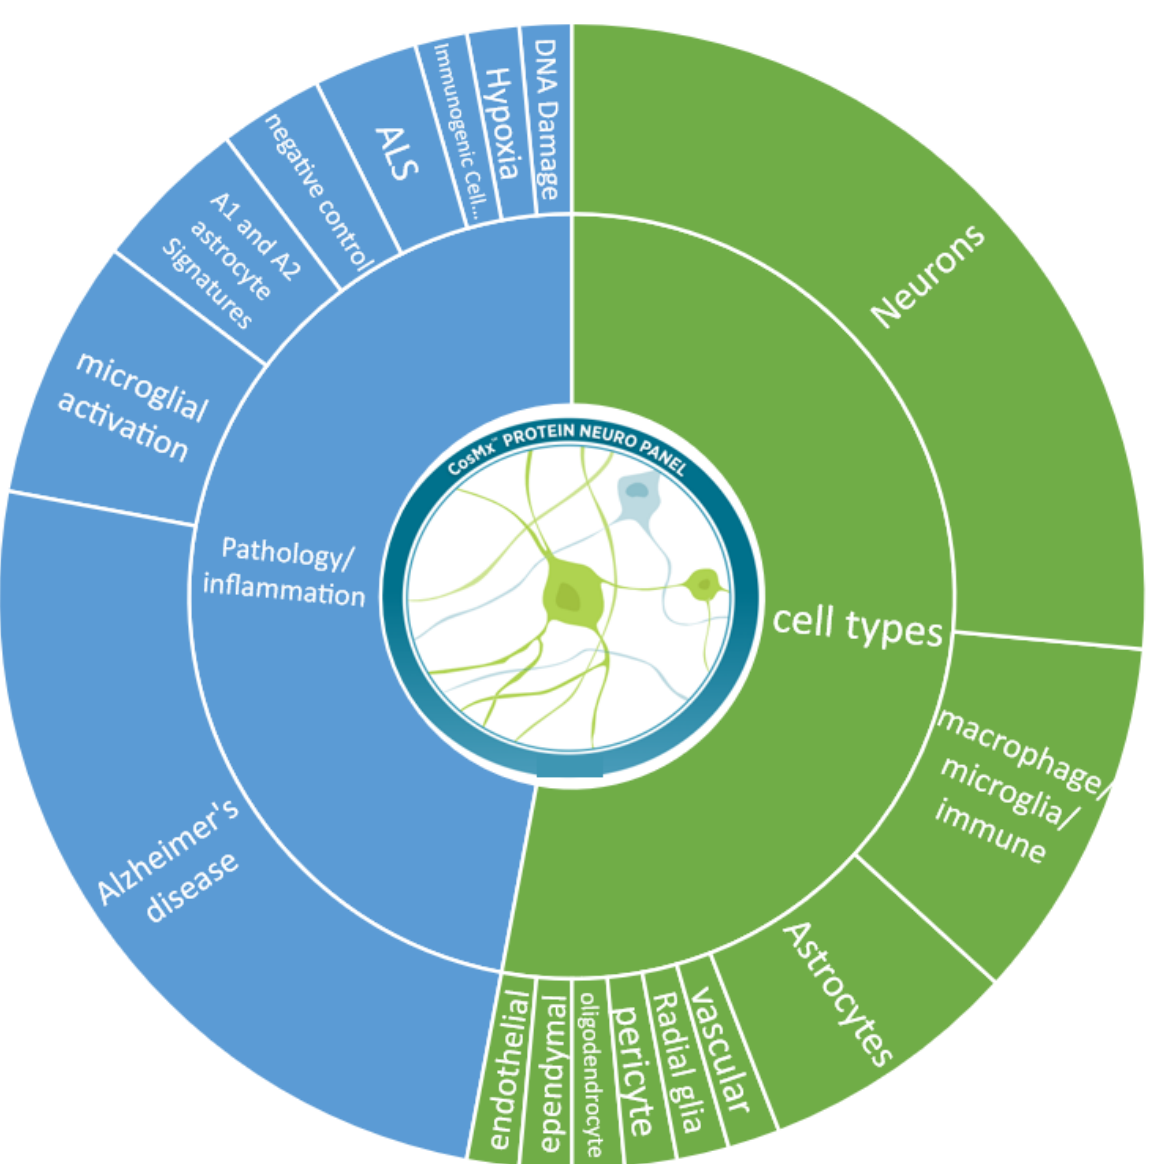 CosMx™ PROTEIN NEURO PANEL
cell types
Neurons
macrophage/
microglia/
immune
Astrocytes
vascular
Radial glia
pericyte
oligodendrocyte
ependymal
endothelial
Pathology/
inflammation
Alzheimer's
disease
microglial
activation
A1 and A2
astrocyte
Signatures
negative control
ALS
Immunogenic Cell...
Hypoxia
DNA Damage